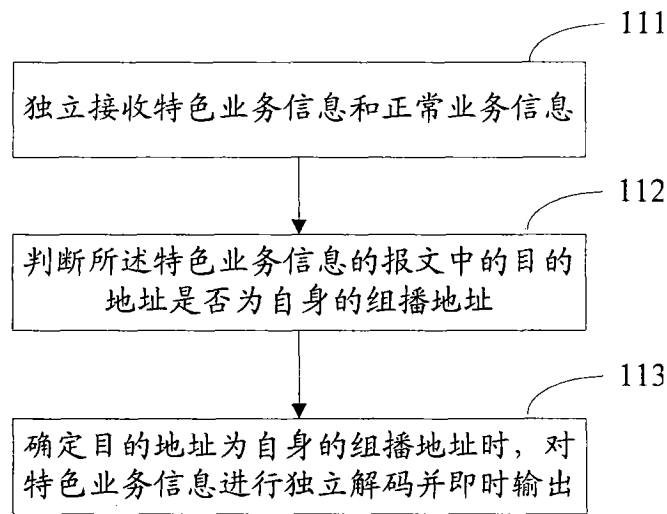 111
独立接收特色业务信息和正常业务信息
112
判断所述特色业务信息的报文中的目的
地址是否为自身的组播地址
113
确定目的地址为自身的组播地址时，对
特色业务信息进行独立解码并即时输出